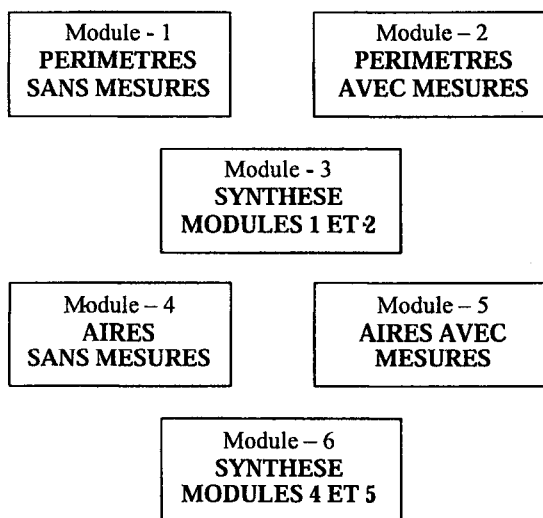 Module - 1
PERIMETRES
SANS MESURES
Module – 2
PERIMETRES
AVEC MESURES
Module - 3
SYNTHESE
MODULES 1 ET 2
Module – 4
AIRES
SANS MESURES
Module – 5
AIRES AVEC
MESURES
Module – 6
SYNTHESE
MODULES 4 ET 5